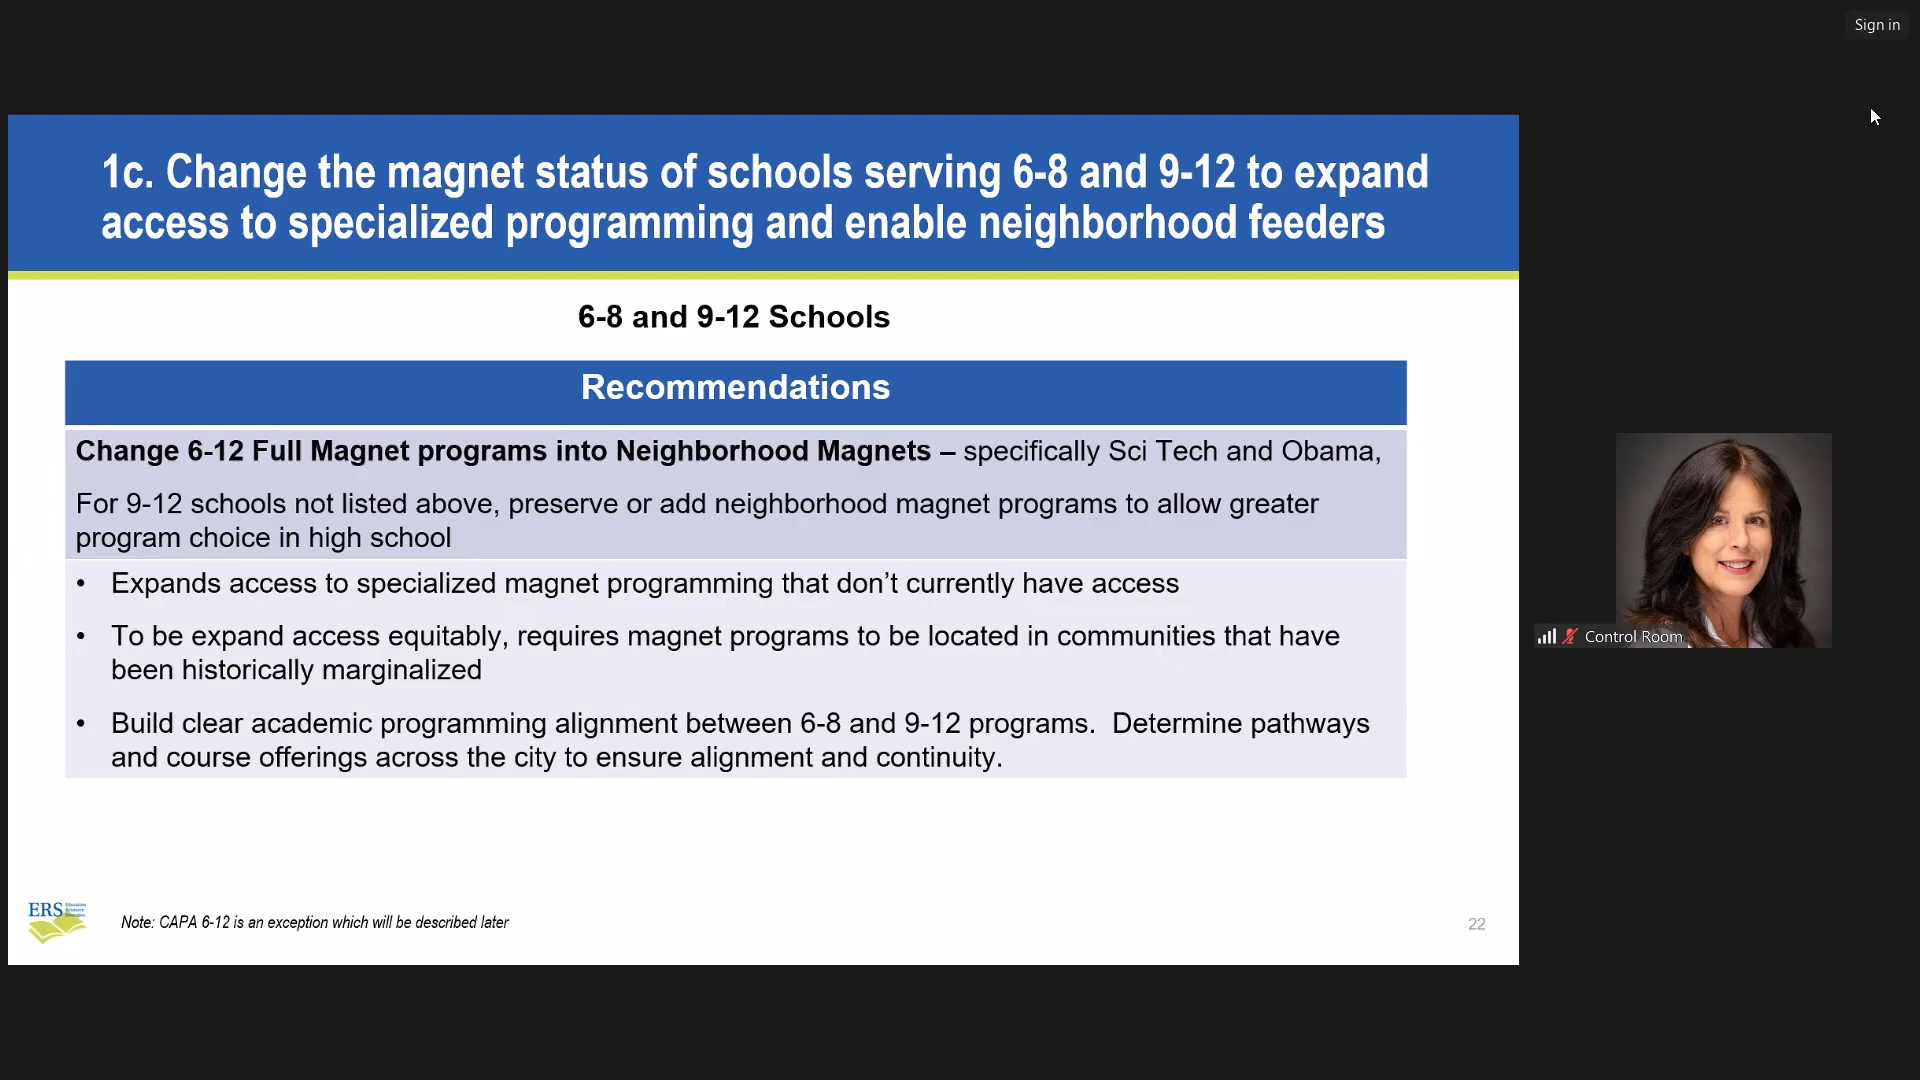 Sign in
1c. Change the magnet status of schools serving 6-8 and 9-12 to expand
access to specialized programming and enable neighborhood feeders
6-8 and 9-12 Schools
Recommendations
Change 6-12 Full Magnet programs into Neighborhood Magnets – specifically Sci Tech and Obama,
For 9-12 schools not listed above, preserve or add neighborhood magnet programs to allow greater
program choice in high school
• Expands access to specialized magnet programming that don’t currently have access
• To be expand access equitably, requires magnet programs to be located in communities that have
been historically marginalized
• Build clear academic programming alignment between 6-8 and 9-12 programs. Determine pathways
and course offerings across the city to ensure alignment and continuity.
Control Room
ERS Education
Resource
Strategies
Note: CAPA 6-12 is an exception which will be described later
22